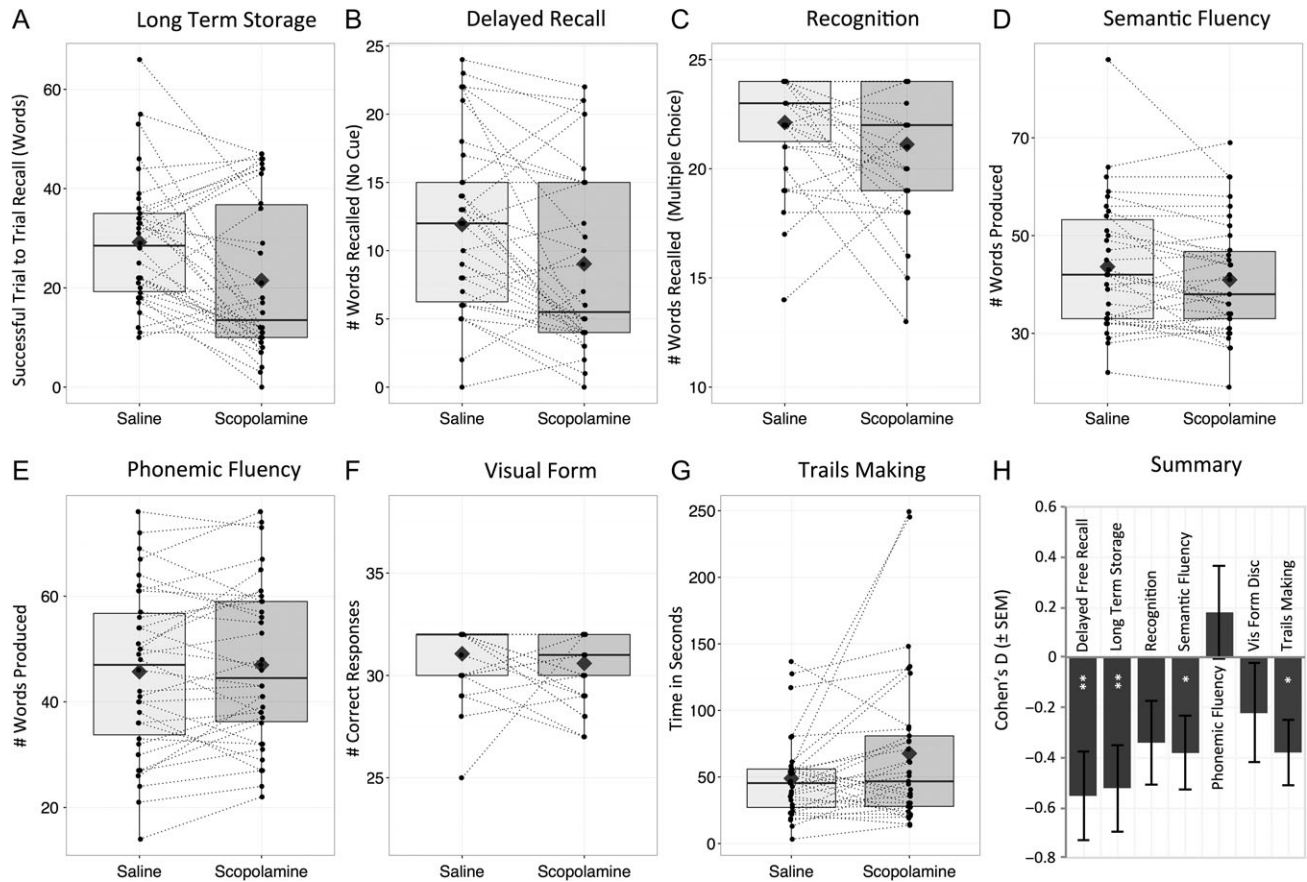 A Long Term Storage
Successful Trial to Trial Recall (Words)
60
40
20
0
Saline Scopolamine
B Delayed Recall
# Words Recalled (No Cue)
25
20
15
10
5
0
Saline Scopolamine
C Recognition
# Words Recalled (Multiple Choice)
25
20
15
10
Saline Scopolamine
D Semantic Fluency
# Words Produced
70
50
30
Saline Scopolamine
E Phonemic Fluency
# Words Produced
60
40
20
Saline Scopolamine
F Visual Form
# Correct Responses
35
30
25
Saline Scopolamine
G Trails Making
Time in Seconds
250
200
150
100
50
0
Saline Scopolamine
H Summary
Cohen's D (± SEM)
0.6
0.4
0.2
0
−0.2
−0.4
−0.6
−0.8
Delayed Free Recall
**
Long Term Storage
**
Recognition
Semantic Fluency
*
Phonemic Fluency
Vis Form Disc
Trails Making
*